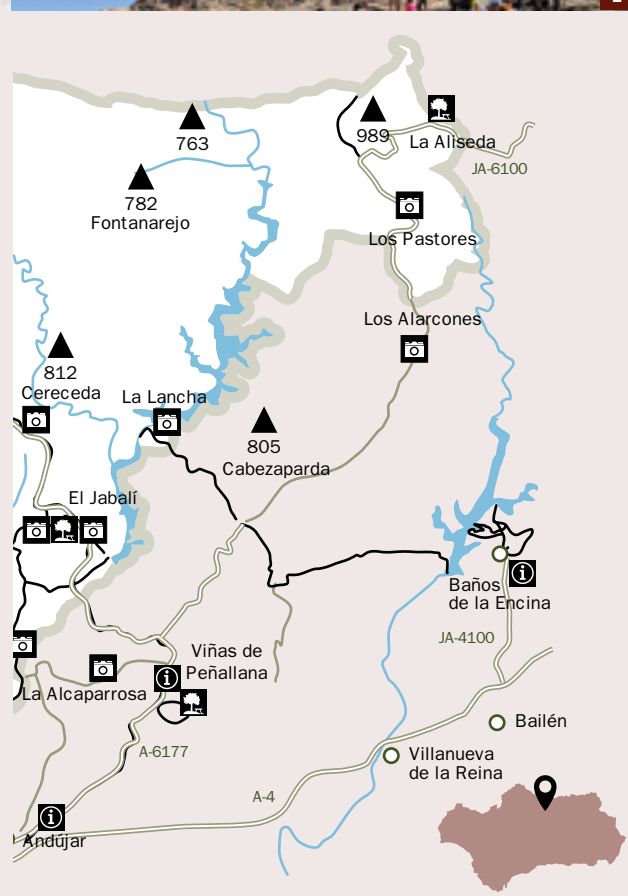 763
989
La Aliseda
JA-6100
782
Fontanarejo
Los Pastores
Los Alarcones
812
Cereceda
La Lancha
805
Cabezaparda
El Jabalí
Baños
de la Encina
JA-4100
Viñas de
Peñallana
La Alcaparrosa
A-6177
Bailén
Villanueva
de la Reina
A-4
Andújar